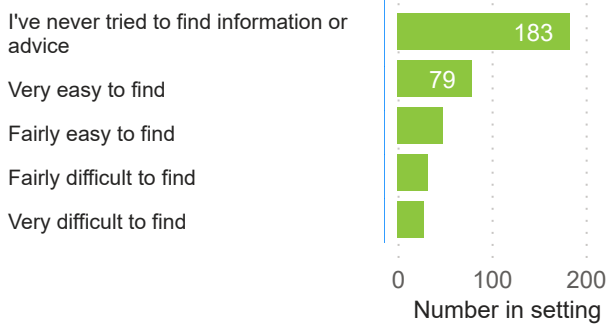 I've never tried to find information or
advice
183
Very easy to find
79
Fairly easy to find
Fairly difficult to find
Very difficult to find
0 100 200
Number in setting